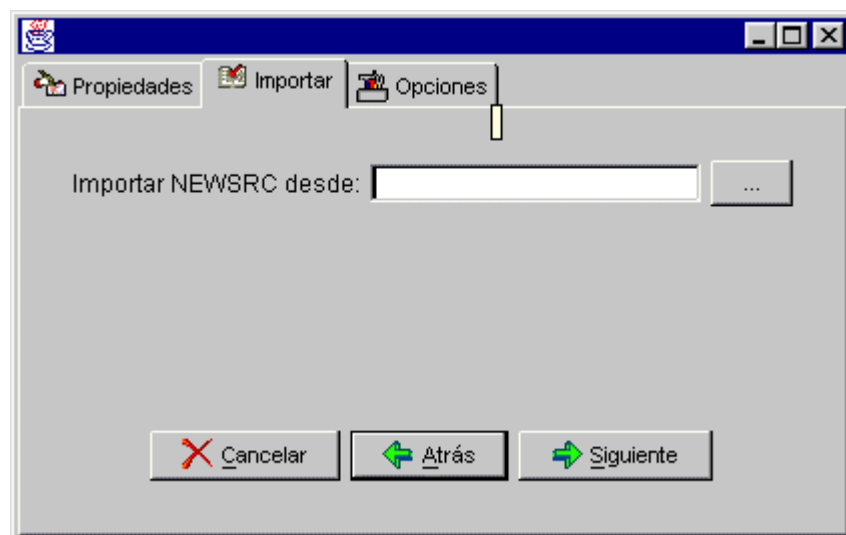 Propiedades Importar Opciones
Importar NEWSRC desde: ...
Cancelar Atrás Siguiente